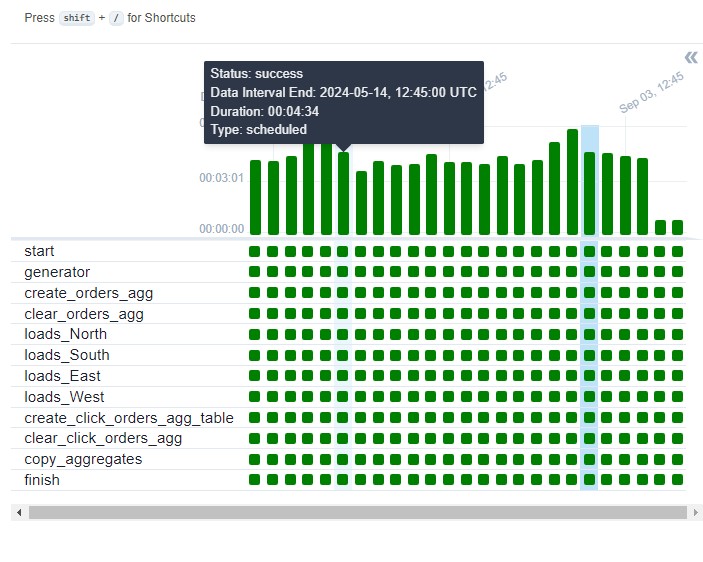 Press shift + / for Shortcuts
«
Status: success
Data Interval End: 2024-05-14, 12:45:00 UTC
Duration: 00:04:34
Type: scheduled
12:45
Sep 03, 12:45
00:03:01
00:00:00
start
generator
create_orders_agg
clear_orders_agg
loads_North
loads_South
loads_East
loads_West
create_click_orders_agg_table
clear_click_orders_agg
copy_aggregates
finish